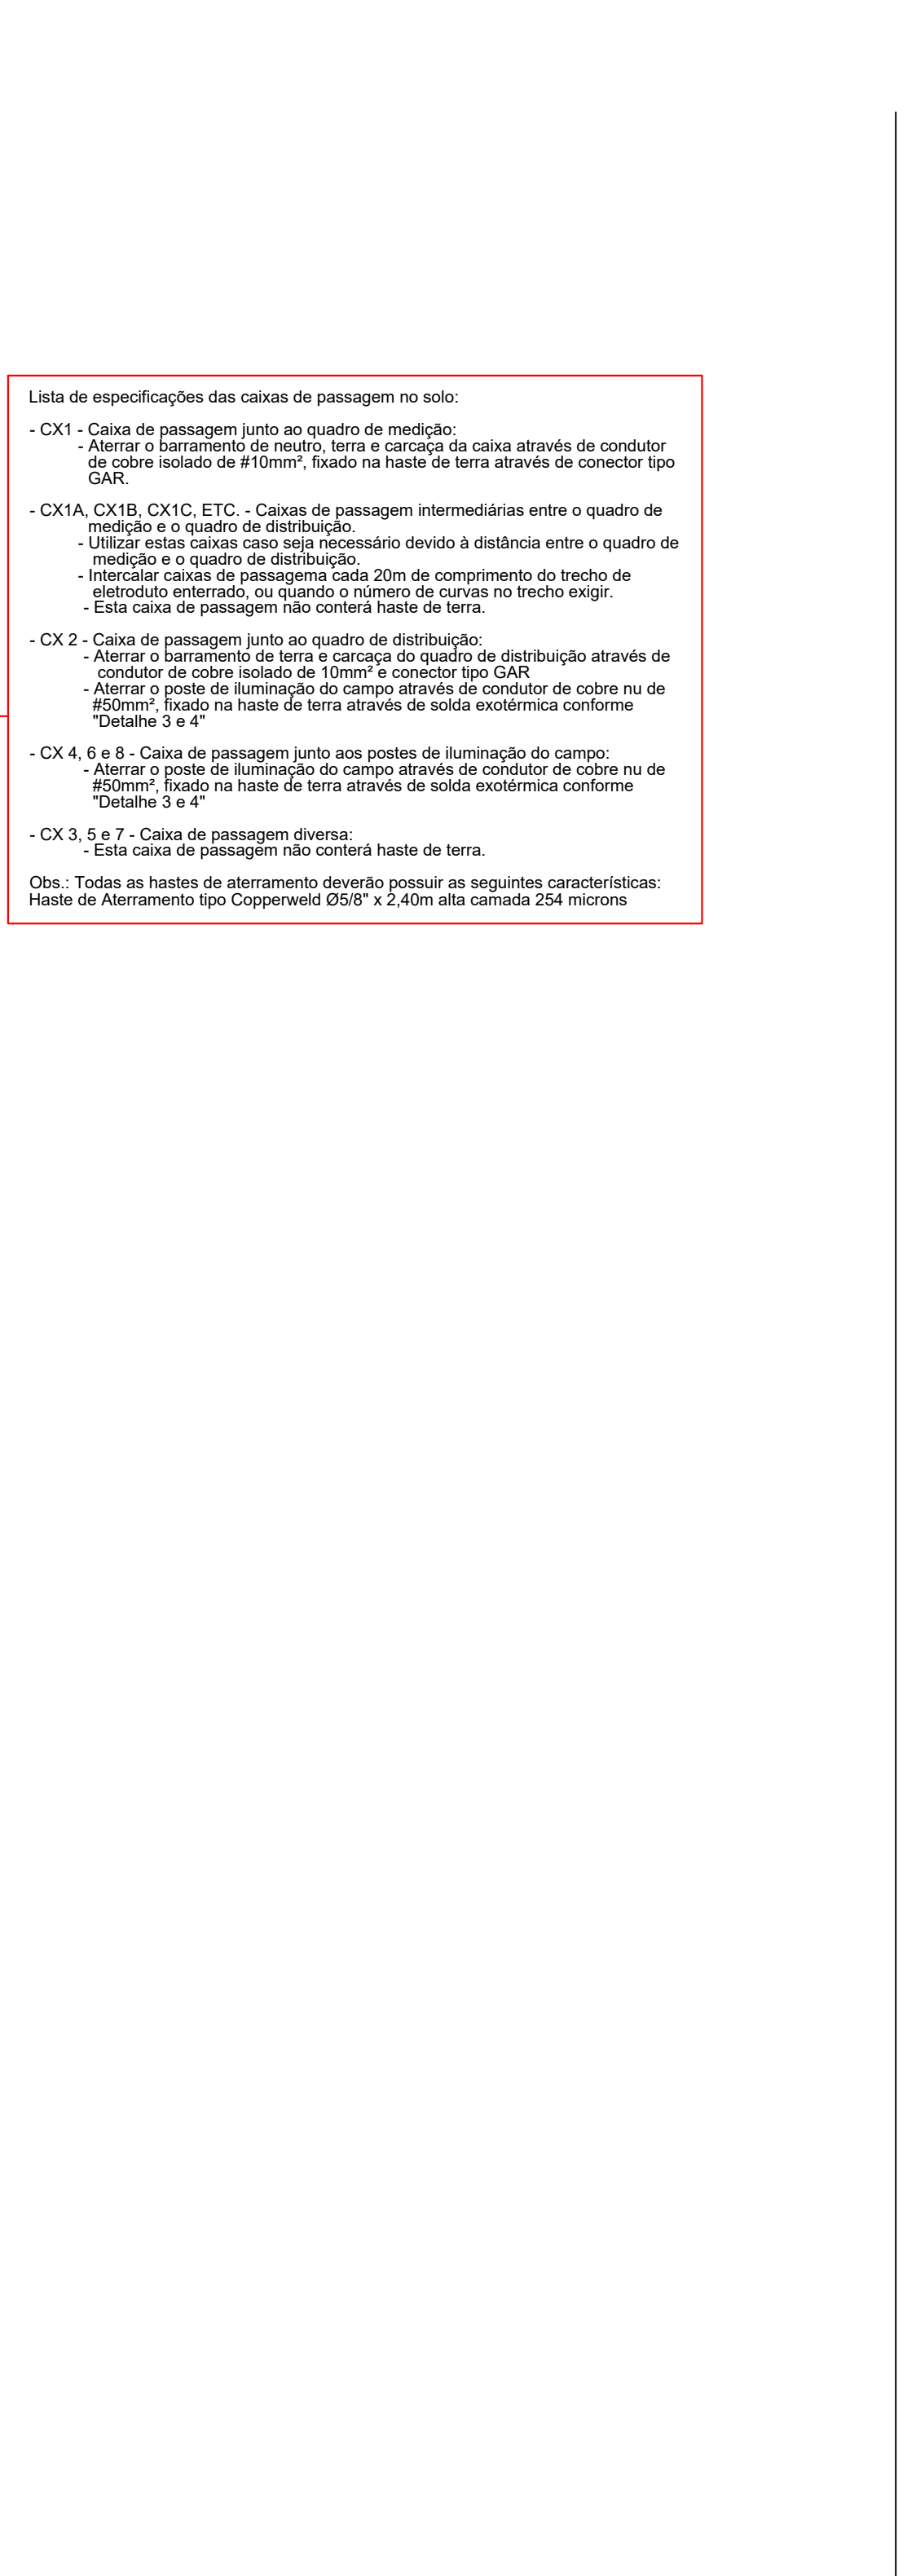 Lista de especificações das caixas de passagem no solo:
- CX1 - Caixa de passagem junto ao quadro de medição:
- Aterrar o barramento de neutro, terra e carcaça da caixa através de condutor
de cobre isolado de #10mm², fixado na haste de terra através de conector tipo
GAR.
- CX1A, CX1B, CX1C, ETC. - Caixas de passagem intermediárias entre o quadro de
medição e o quadro de distribuição.
- Utilizar estas caixas caso seja necessário devido à distância entre o quadro de
medição e o quadro de distribuição.
- Intercalar caixas de passagema cada 20m de comprimento do trecho de
eletroduto enterrado, ou quando o número de curvas no trecho exigir.
- Esta caixa de passagem não conterá haste de terra.
- CX 2 - Caixa de passagem junto ao quadro de distribuição:
- Aterrar o barramento de terra e carcaça do quadro de distribuição através de
condutor de cobre isolado de 10mm² e conector tipo GAR
- Aterrar o poste de iluminação do campo através de condutor de cobre nu de
#50mm², fixado na haste de terra através de solda exotérmica conforme
"Detalhe 3 e 4"
- CX 4, 6 e 8 - Caixa de passagem junto aos postes de iluminação do campo:
- Aterrar o poste de iluminação do campo através de condutor de cobre nu de
#50mm², fixado na haste de terra através de solda exotérmica conforme
"Detalhe 3 e 4"
- CX 3, 5 e 7 - Caixa de passagem diversa:
- Esta caixa de passagem não conterá haste de terra.
Obs.: Todas as hastes de aterramento deverão possuir as seguintes características:
Haste de Aterramento tipo Copperweld Ø5/8" x 2,40m alta camada 254 microns